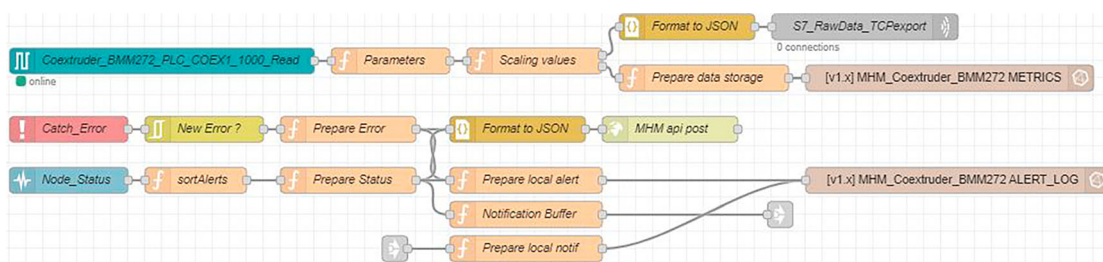 Format to JSON
S7_RawData_TCPexport
0 connections
Coextruder_BMM272_PLC_COEX1_1000_Read
Parameters
Scaling values
online
Prepare data storage
[v1.x] MHM_Coextruder_BMM272 METRICS
Catch_Error
New Error ?
Prepare Error
Format to JSON
MHM api post
Node_Status
sortAlerts
Prepare Status
Prepare local alert
[v1.x] MHM_Coextruder_BMM272 ALERT_LOG
Notification Buffer
Prepare local notif